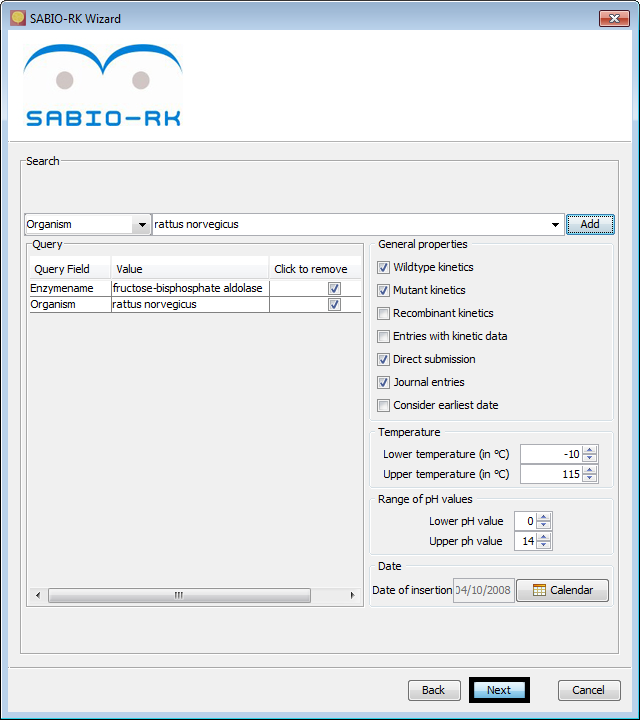 SABIO-RK Wizard
SABIO-RK
Search
Organism rattus norvegicus Add
Query
Query Field Value Click to remove
Enzymename fructose-bisphosphate aldolase
Organism rattus norvegicus
General properties
Wildtype kinetics
Mutant kinetics
Recombinant kinetics
Entries with kinetic data
Direct submission
Journal entries
Consider earliest date
Temperature
Lower temperature (in °C) -10
Upper temperature (in °C) 115
Range of pH values
Lower pH value 0
Upper ph value 14
Date
Date of insertion 04/10/2008 Calendar
Back Next Cancel